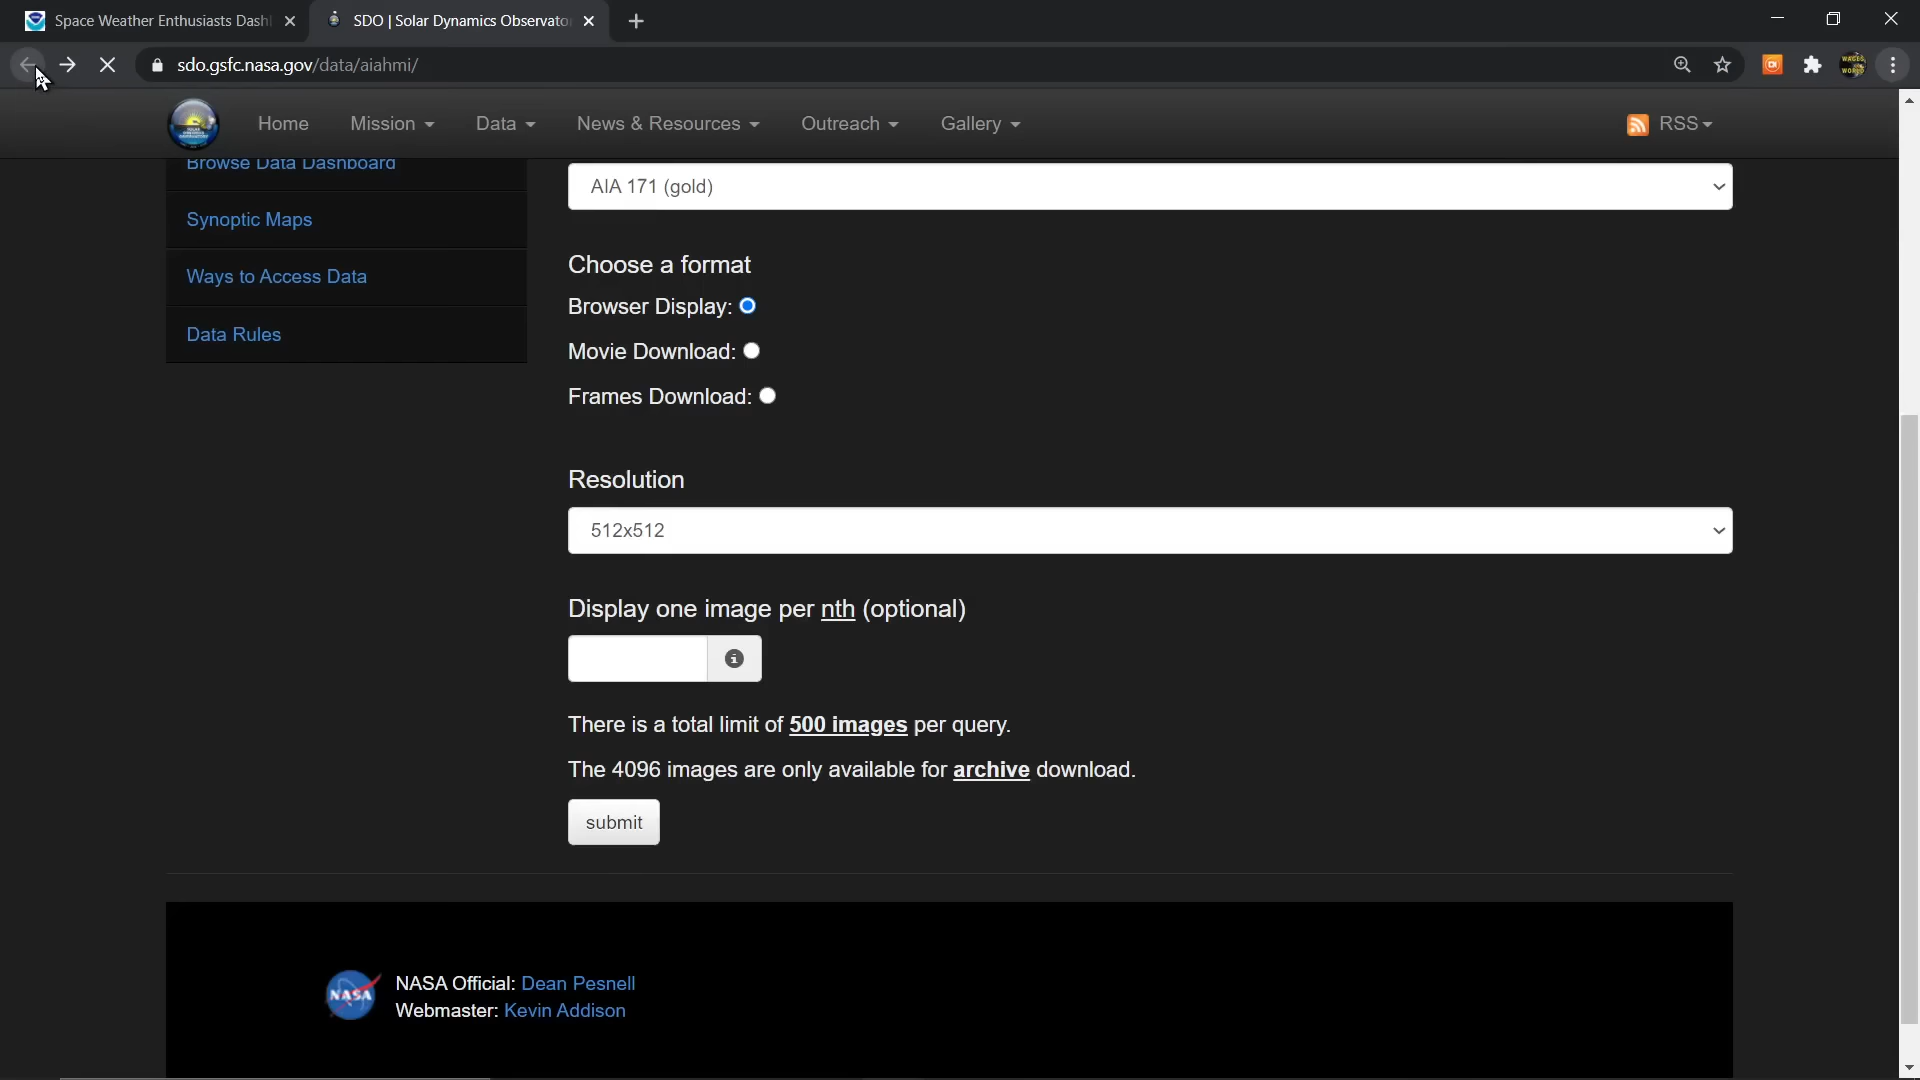 Space Weather Enthusiasts Dash
SDO | Solar Dynamics Observato
sdo.gsfc.nasa.gov/data/aiahmi/
Home
Mission
Data
News & Resources
Outreach
Gallery
RSS
Browse Data Dashboard
Synoptic Maps
Ways to Access Data
Data Rules
AIA 171 (gold)
Choose a format
Browser Display:
Movie Download:
Frames Download:
Resolution
512x512
Display one image per nth (optional)
There is a total limit of 500 images per query.
The 4096 images are only available for archive download.
submit
NASA
NASA Official: Dean Pesnell
Webmaster: Kevin Addison